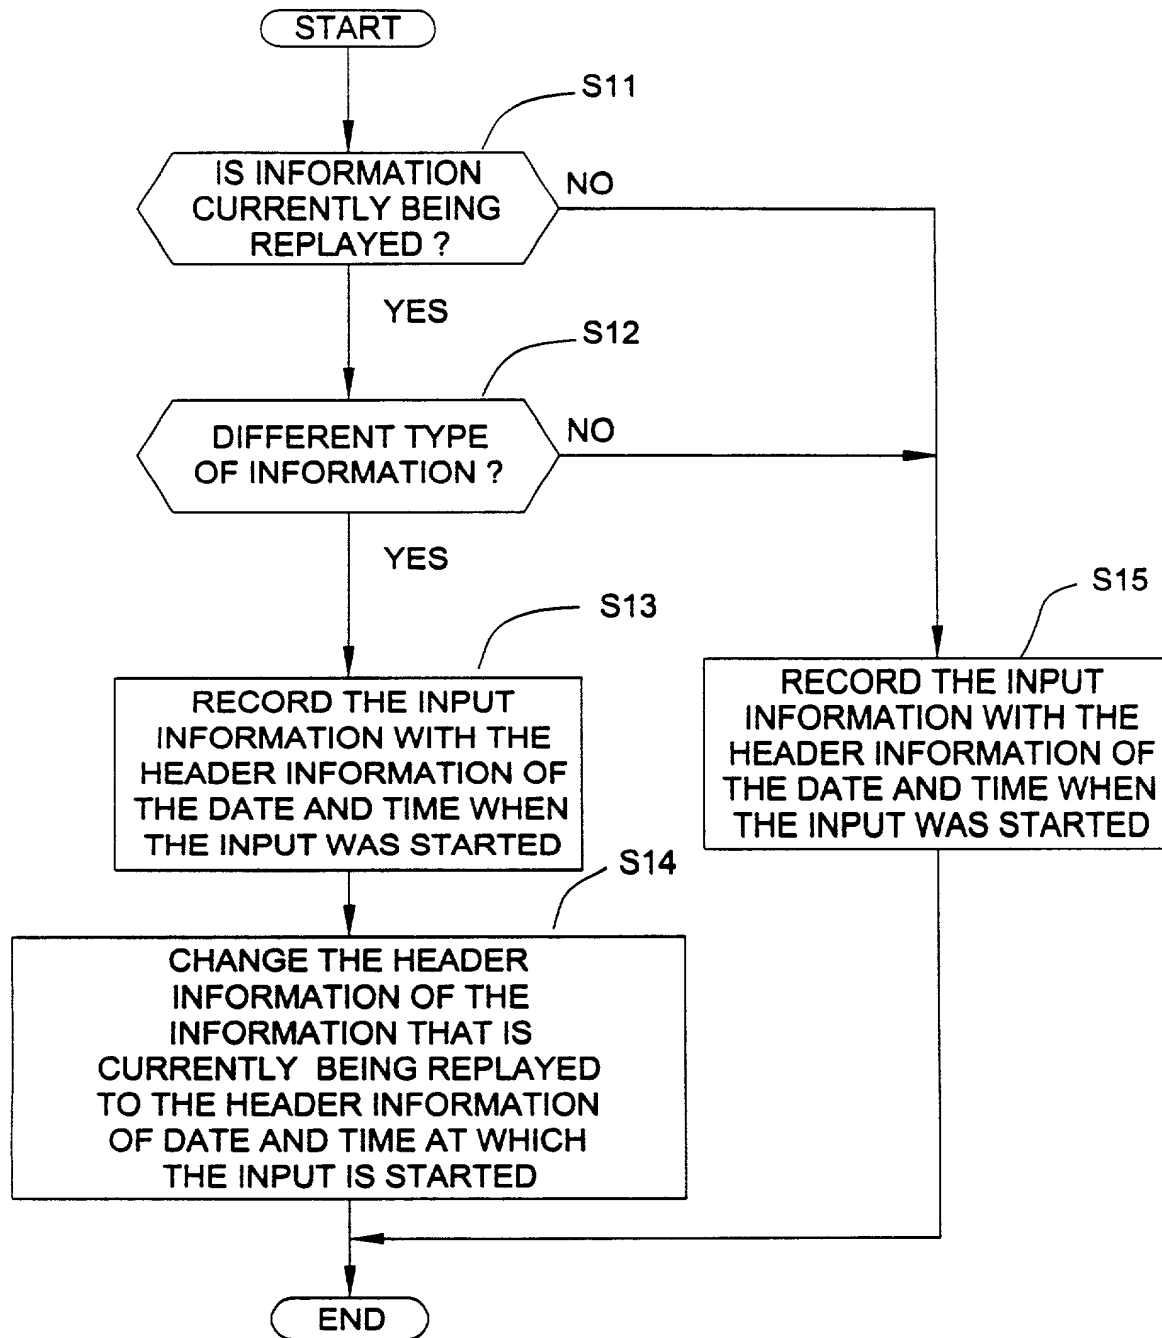 START
S11
IS INFORMATION
CURRENTLY BEING
REPLAYED ?
NO
YES
S12
DIFFERENT TYPE
OF INFORMATION ?
NO
YES
S13
RECORD THE INPUT
INFORMATION WITH THE
HEADER INFORMATION OF
THE DATE AND TIME WHEN
THE INPUT WAS STARTED
S15
RECORD THE INPUT
INFORMATION WITH THE
HEADER INFORMATION OF
THE DATE AND TIME WHEN
THE INPUT WAS STARTED
S14
CHANGE THE HEADER
INFORMATION OF THE
INFORMATION THAT IS
CURRENTLY BEING REPLAYED
TO THE HEADER INFORMATION
OF DATE AND TIME AT WHICH
THE INPUT IS STARTED
END